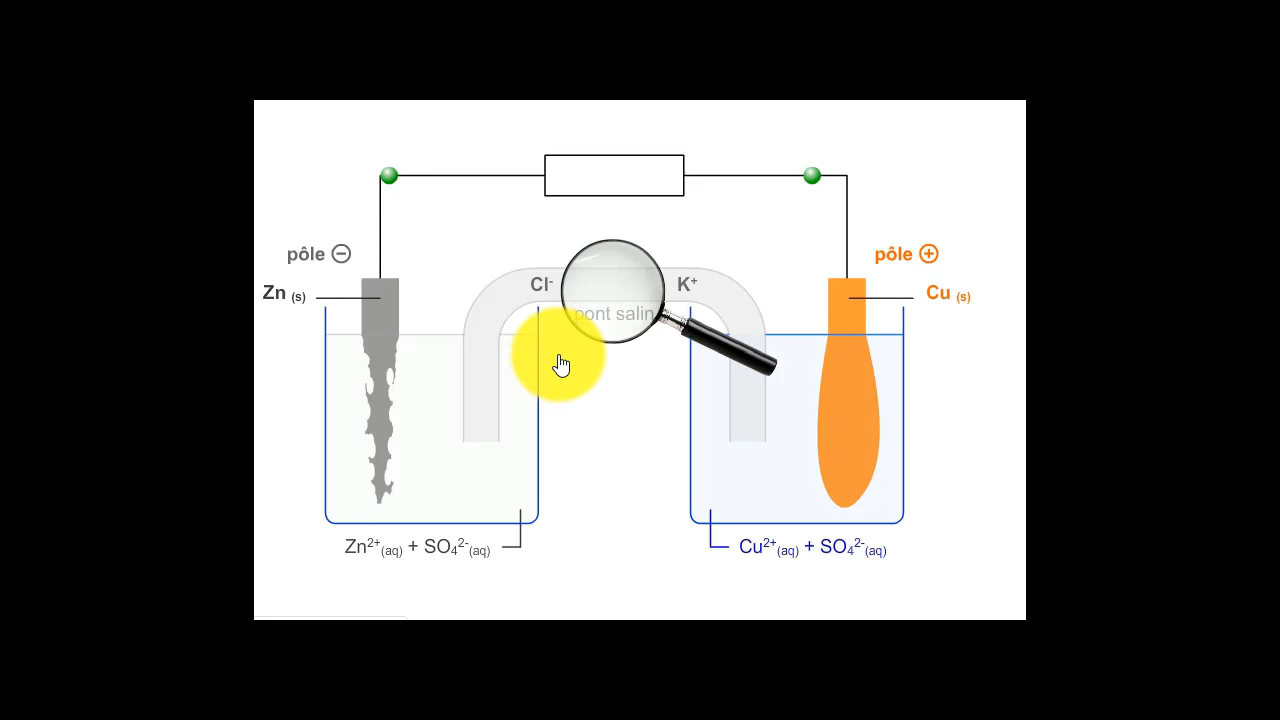 pôle ⊖
pôle ⊕
Zn (s)
Cl⁻
K⁺
Cu (s)
pont salin
Zn²⁺(aq) + SO₄²⁻(aq)
Cu²⁺(aq) + SO₄²⁻(aq)